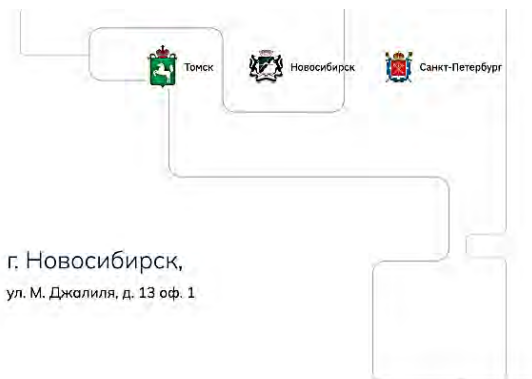 Томск Новосибирск Санкт-Петербург
г. Новосибирск,
ул. М. Джалиля, д. 13 оф. 1